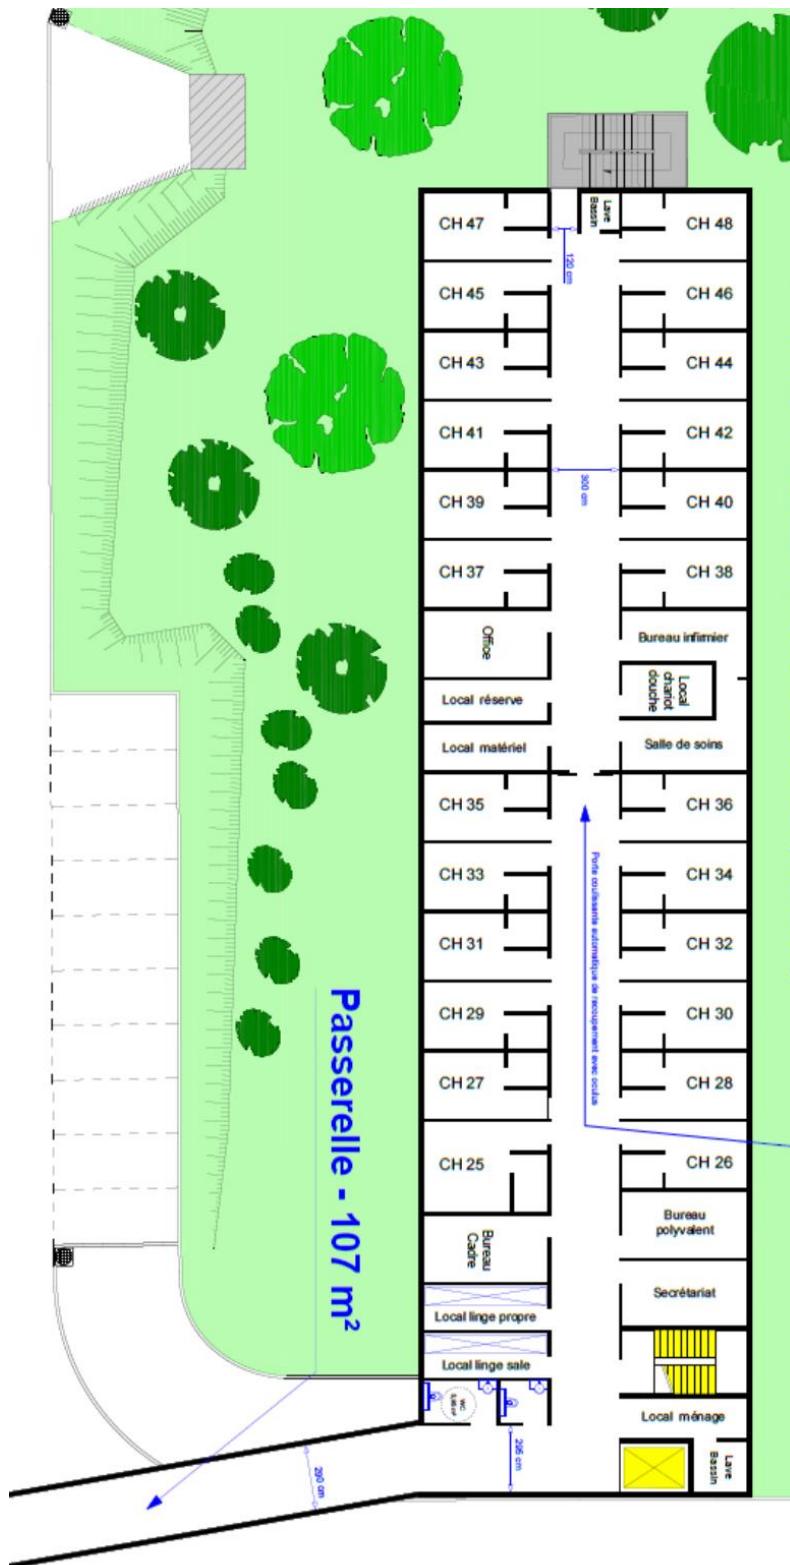 CH 47
Lave
Bassin
CH 48
120 cm
CH 45
CH 46
CH 43
CH 44
CH 41
CH 42
300 cm
CH 39
CH 40
CH 37
CH 38
Office
Bureau infirmier
Local
chariot
douche
Local réserve
Local matériel
Salle de soins
CH 35
CH 36
Porte coulissante automatique de recoupement avec oculus
CH 33
CH 34
CH 31
CH 32
CH 29
CH 30
CH 27
CH 28
CH 25
CH 26
Passerelle - 107 m²
Bureau
polyvalent
Bureau
Cadre
Secrétariat
Local linge propre
Local linge sale
WC
Local ménage
295 cm
Lave
Bassin
290 cm